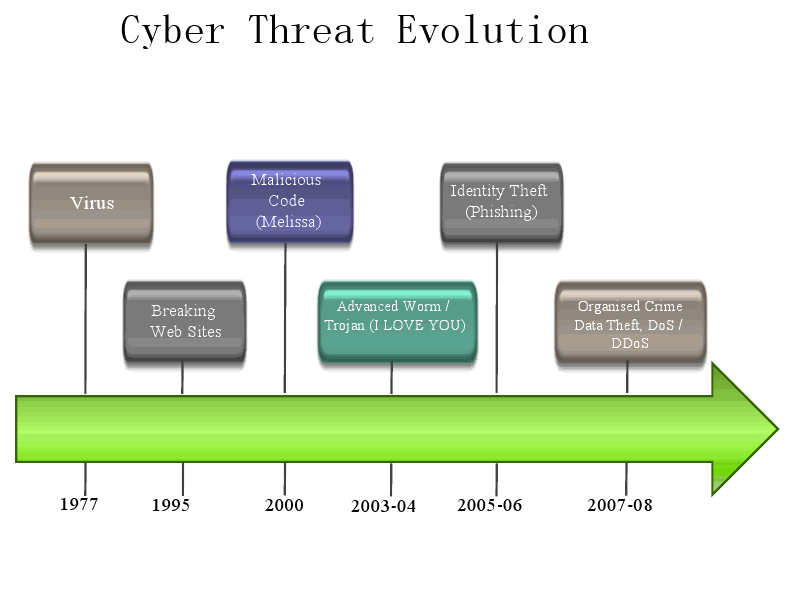 Cyber Threat Evolution
Virus
Malicious
Code
(Melissa)
Identity Theft
(Phishing)
Breaking
Web Sites
Advanced Worm /
Trojan (I LOVE YOU)
Organised Crime
Data Theft, DoS /
DDoS
1977
1995
2000
2003-04
2005-06
2007-08